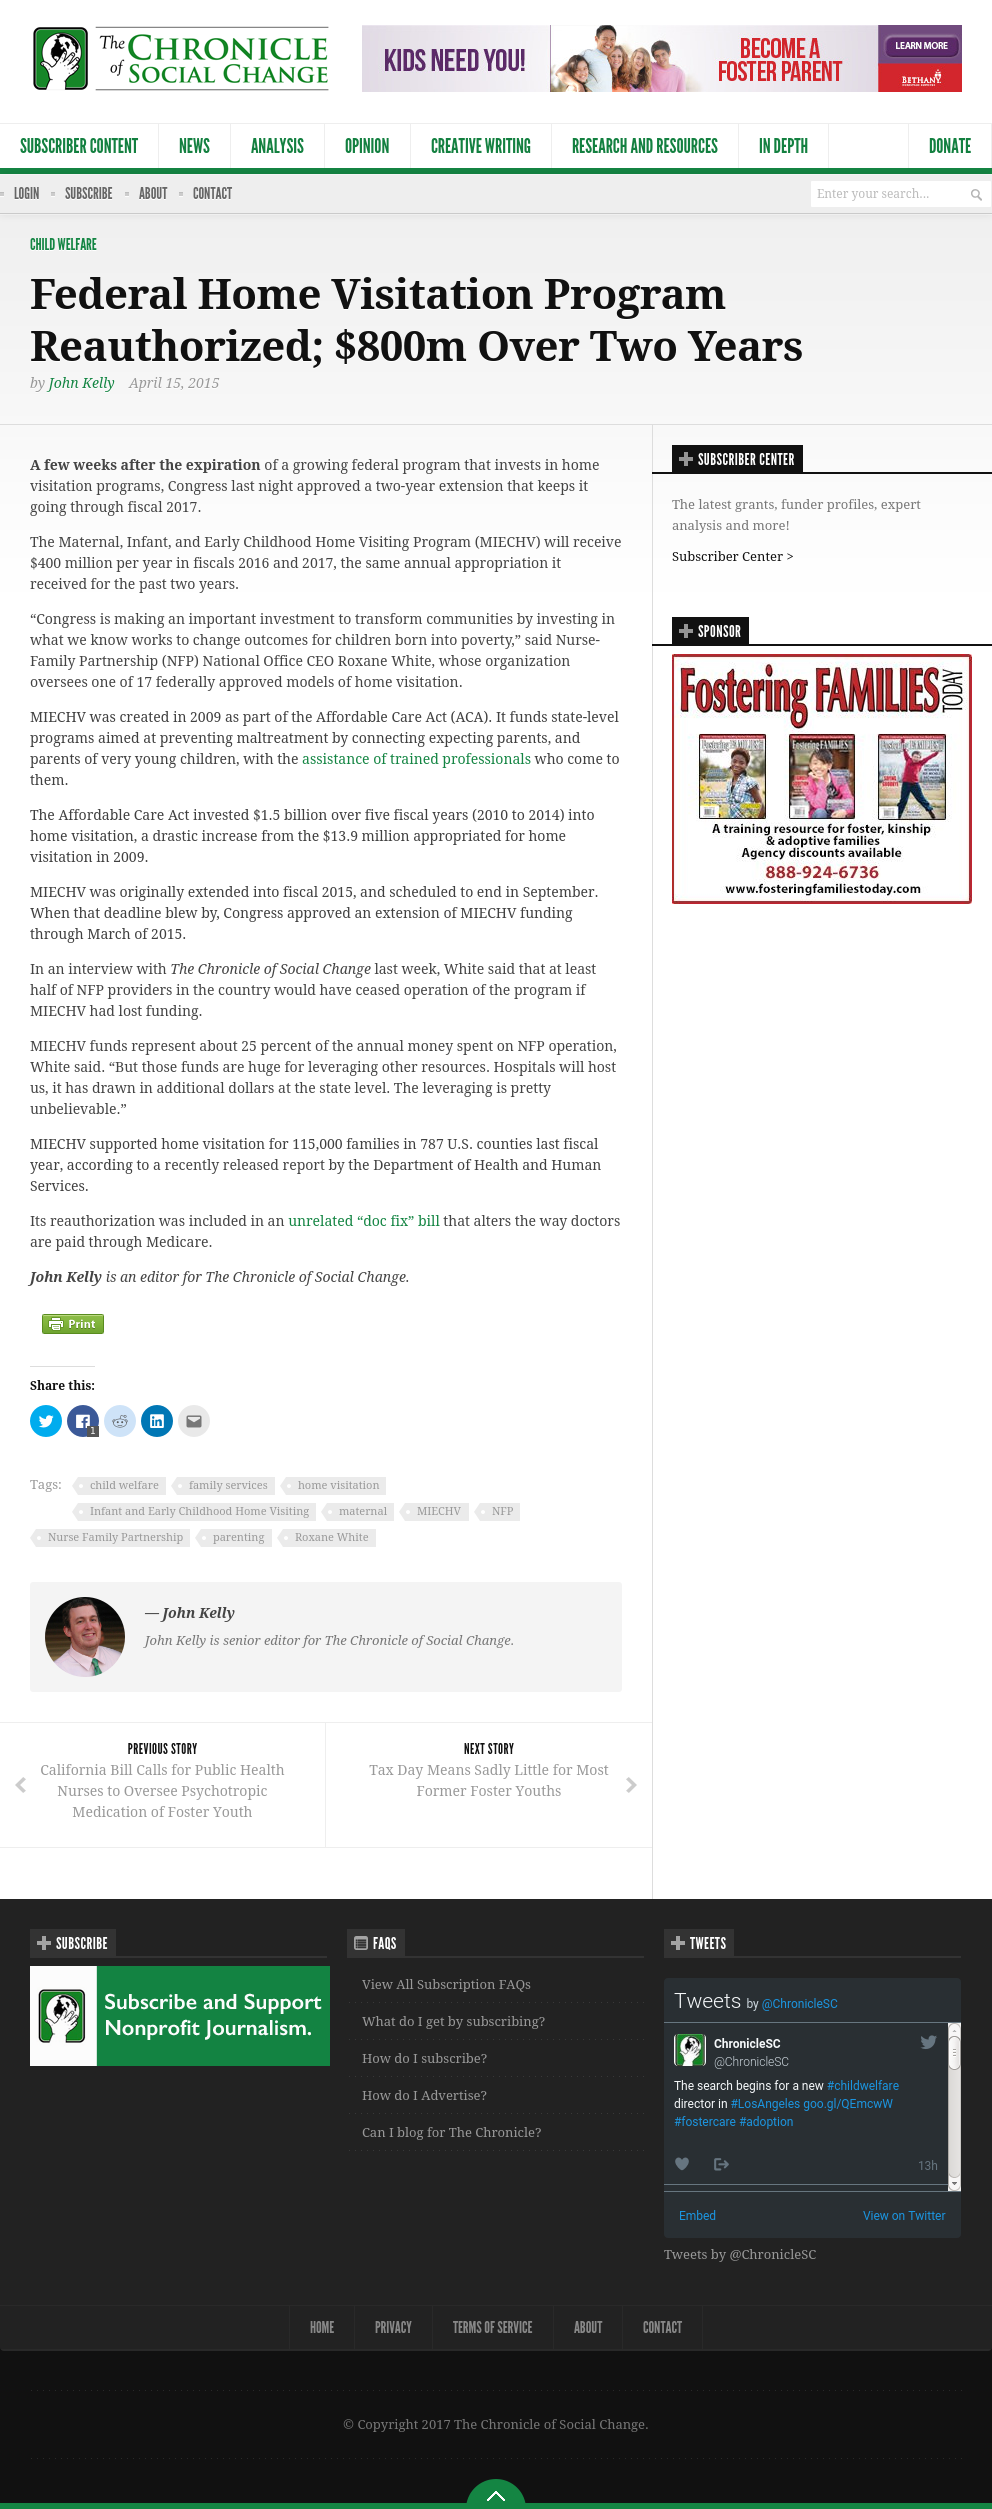 The CHRONICLE
of SOCIAL CHANGE
KIDS NEED YOU!
BECOME A
FOSTER PARENT
LEARN MORE
BETHANY
SUBSCRIBER CONTENT
NEWS
ANALYSIS
OPINION
CREATIVE WRITING
RESEARCH AND RESOURCES
IN DEPTH
DONATE
LOGIN
SUBSCRIBE
ABOUT
CONTACT
Enter your search...
CHILD WELFARE
Federal Home Visitation Program
Reauthorized; $800m Over Two Years
by John Kelly April 15, 2015
A few weeks after the expiration of a growing federal program that invests in home
visitation programs, Congress last night approved a two-year extension that keeps it
going through fiscal 2017.
The Maternal, Infant, and Early Childhood Home Visiting Program (MIECHV) will receive
$400 million per year in fiscals 2016 and 2017, the same annual appropriation it
received for the past two years.
“Congress is making an important investment to transform communities by investing in
what we know works to change outcomes for children born into poverty,” said Nurse-
Family Partnership (NFP) National Office CEO Roxane White, whose organization
oversees one of 17 federally approved models of home visitation.
MIECHV was created in 2009 as part of the Affordable Care Act (ACA). It funds state-level
programs aimed at preventing maltreatment by connecting expecting parents, and
parents of very young children, with the assistance of trained professionals who come to
them.
The Affordable Care Act invested $1.5 billion over five fiscal years (2010 to 2014) into
home visitation, a drastic increase from the $13.9 million appropriated for home
visitation in 2009.
MIECHV was originally extended into fiscal 2015, and scheduled to end in September.
When that deadline blew by, Congress approved an extension of MIECHV funding
through March of 2015.
In an interview with The Chronicle of Social Change last week, White said that at least
half of NFP providers in the country would have ceased operation of the program if
MIECHV had lost funding.
MIECHV funds represent about 25 percent of the annual money spent on NFP operation,
White said. “But those funds are huge for leveraging other resources. Hospitals will host
us, it has drawn in additional dollars at the state level. The leveraging is pretty
unbelievable.”
MIECHV supported home visitation for 115,000 families in 787 U.S. counties last fiscal
year, according to a recently released report by the Department of Health and Human
Services.
Its reauthorization was included in an unrelated “doc fix” bill that alters the way doctors
are paid through Medicare.
John Kelly is an editor for The Chronicle of Social Change.
Print
Share this:
1
Tags: child welfare family services home visitation
Infant and Early Childhood Home Visiting maternal MIECHV NFP
Nurse Family Partnership parenting Roxane White
— John Kelly
John Kelly is senior editor for The Chronicle of Social Change.
PREVIOUS STORY
California Bill Calls for Public Health
Nurses to Oversee Psychotropic
Medication of Foster Youth
NEXT STORY
Tax Day Means Sadly Little for Most
Former Foster Youths
SUBSCRIBER CENTER
The latest grants, funder profiles, expert
analysis and more!
Subscriber Center >
SPONSOR
Fostering FAMILIES TODAY
A training resource for foster, kinship
& adoptive families
Agency discounts available
888-924-6736
www.fosteringfamiliestoday.com
SUBSCRIBE
Subscribe and Support
Nonprofit Journalism.
FAQS
View All Subscription FAQs
What do I get by subscribing?
How do I subscribe?
How do I Advertise?
Can I blog for The Chronicle?
TWEETS
Tweets by @ChronicleSC
ChronicleSC
@ChronicleSC
The search begins for a new #childwelfare
director in #LosAngeles goo.gl/QEmcwW
#fostercare #adoption
13h
Embed
View on Twitter
Tweets by @ChronicleSC
HOME
PRIVACY
TERMS OF SERVICE
ABOUT
CONTACT
© Copyright 2017 The Chronicle of Social Change.